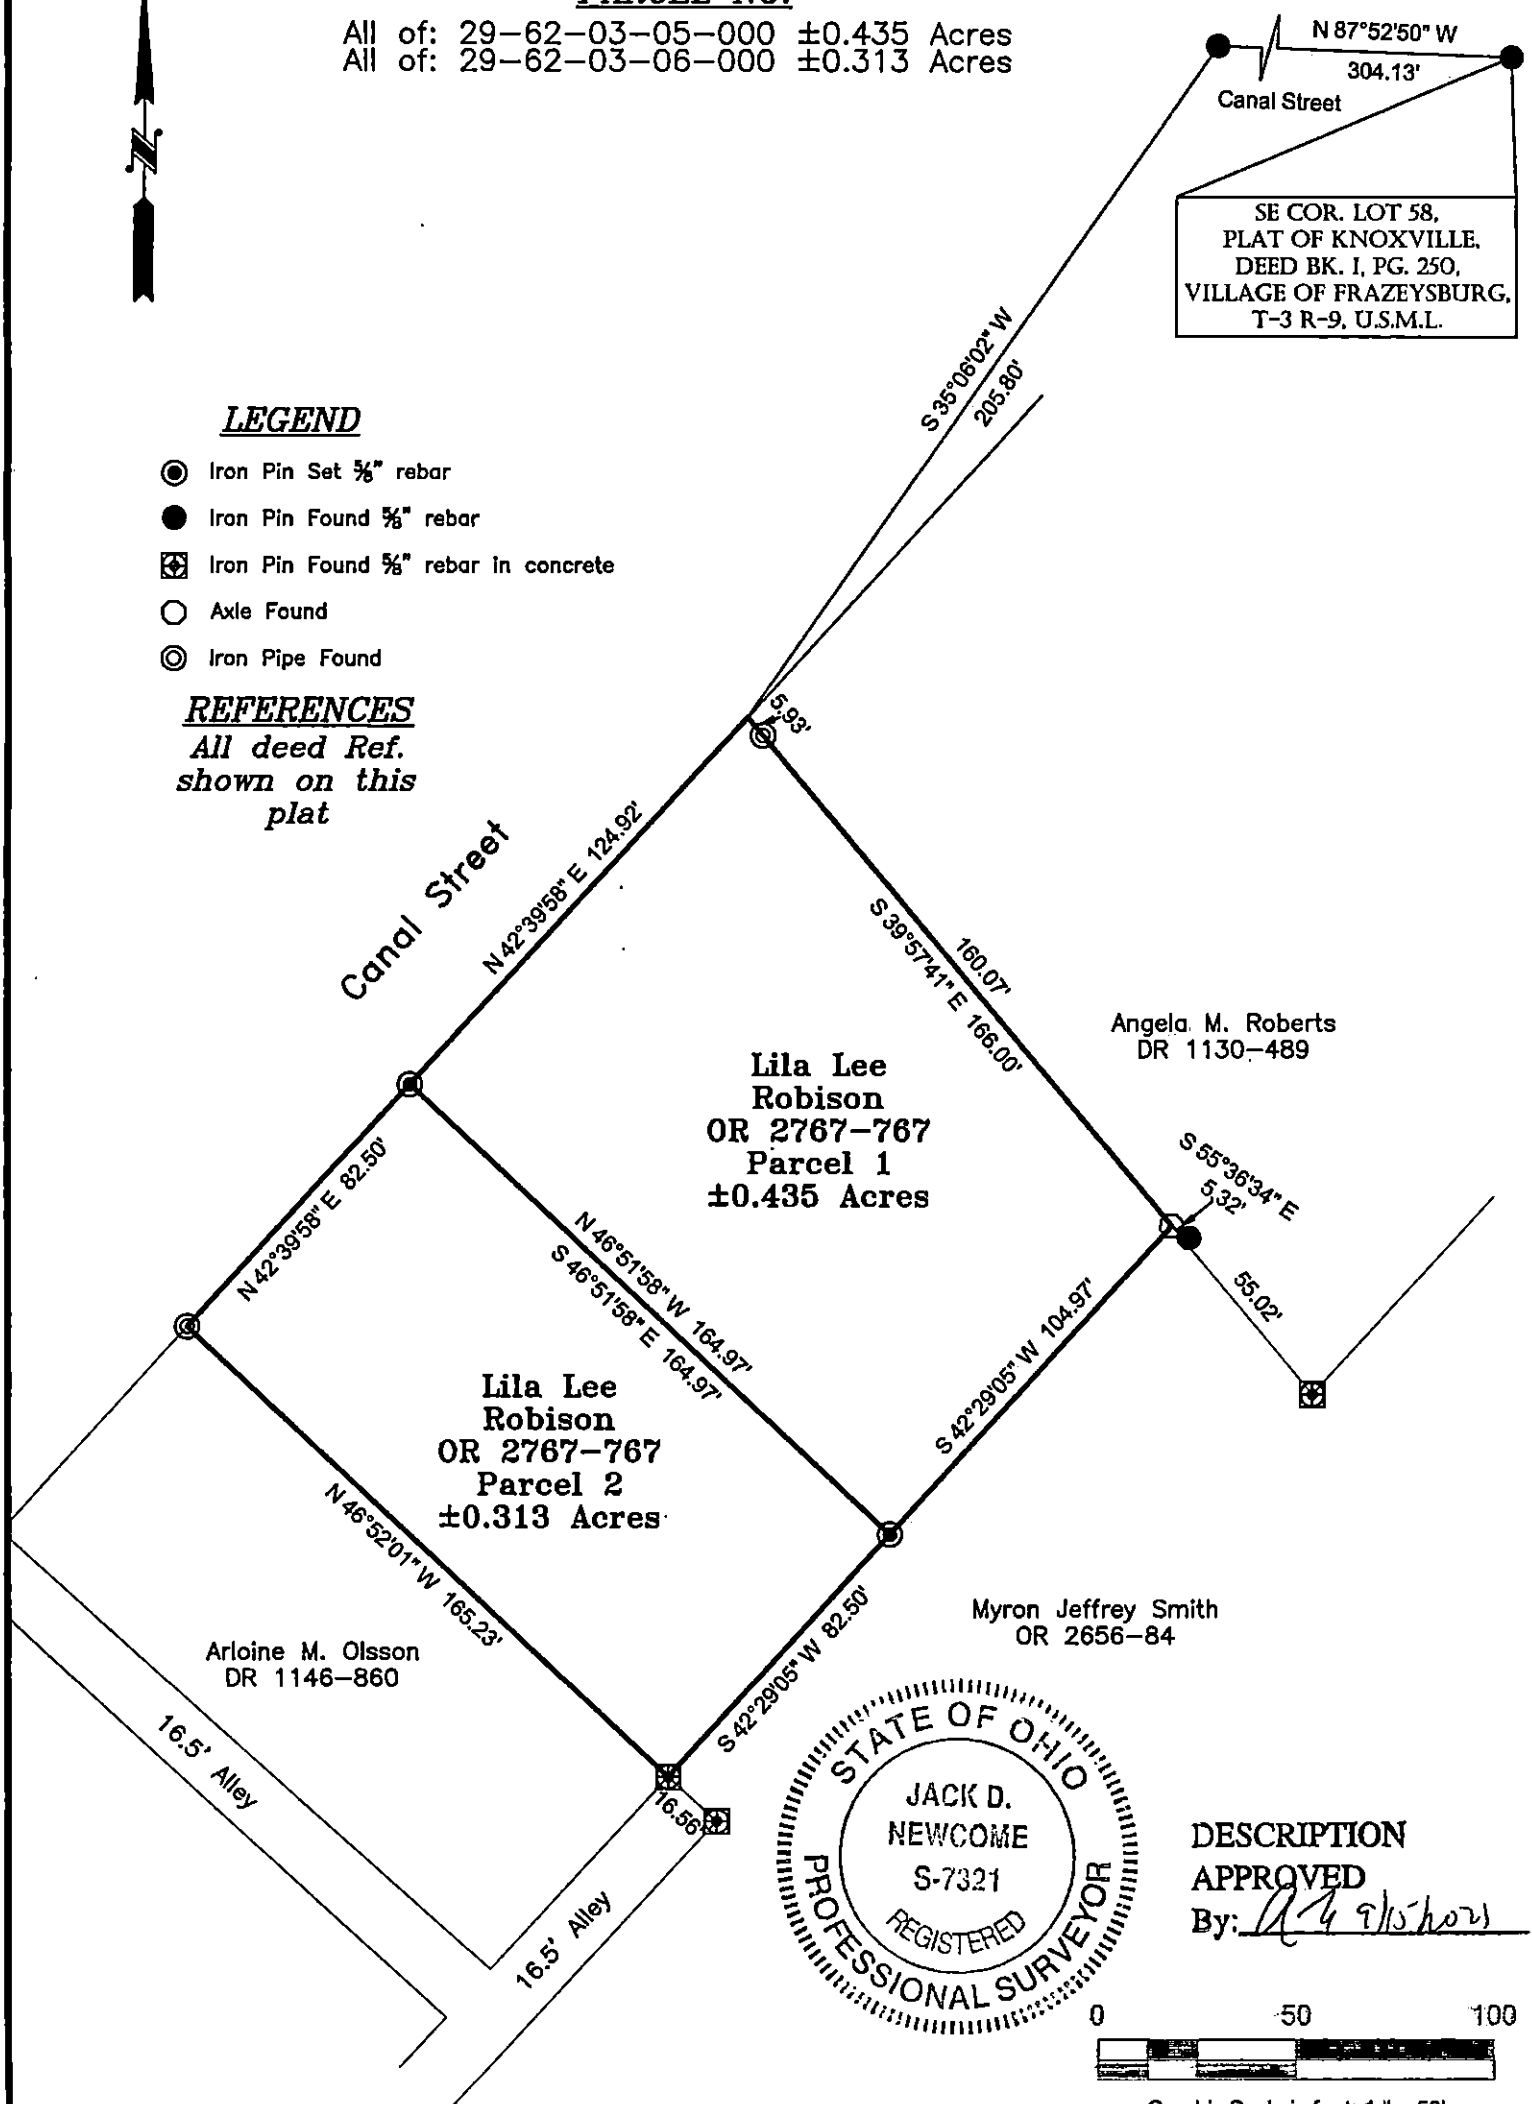 PARCEL NO.
All of: 29-62-03-05-000 ±0.435 Acres
All of: 29-62-03-06-000 ±0.313 Acres
N 87°52'50" W
304.13'
Canal Street
SE COR. LOT 58,
PLAT OF KNOXVILLE,
DEED BK. I, PG. 250,
VILLAGE OF FRAZEYSBURG,
T-3 R-9, U.S.M.L.
N
S 35°06'02" W
205.80'
LEGEND
Iron Pin Set ⅝" rebar
Iron Pin Found ⅝" rebar
Iron Pin Found ⅝" rebar in concrete
Axle Found
Iron Pipe Found
REFERENCES
All deed Ref.
shown on this
plat
5.93'
Canal Street
N 42°39'58" E 124.92'
160.07'
S 39°57'41" E 166.00'
Angela M. Roberts
DR 1130-489
Lila Lee
Robison
OR 2767-767
Parcel 1
±0.435 Acres
S 55°36'34" E
5.32'
55.02'
N 42°39'58" E 82.50'
N 46°51'58" W 164.97'
S 46°51'58" E 164.97'
S 42°29'05" W 104.97'
Lila Lee
Robison
OR 2767-767
Parcel 2
±0.313 Acres
N 46°52'01" W 165.23'
S 42°29'05" W 82.50'
Myron Jeffrey Smith
OR 2656-84
Arloine M. Olsson
DR 1146-860
16.5' Alley
16.56'
16.5' Alley
STATE OF OHIO
JACK D.
NEWCOME
S-7321
REGISTERED
PROFESSIONAL SURVEYOR
DESCRIPTION
APPROVED
By: 9/15/2021
0 50 100